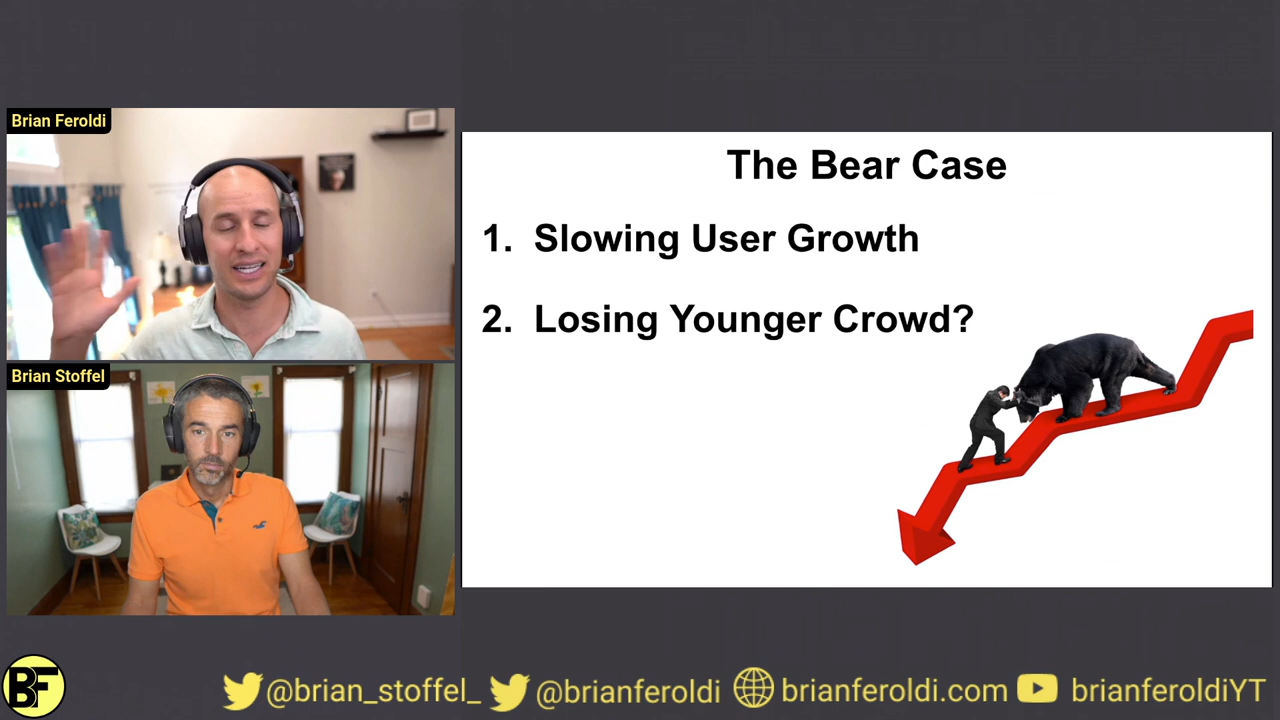 Brian Feroldi
Brian Stoffel
The Bear Case
1. Slowing User Growth
2. Losing Younger Crowd?
BF
@brian_stoffel_
@brianferoldi
brianferoldi.com
brianferoldiYT